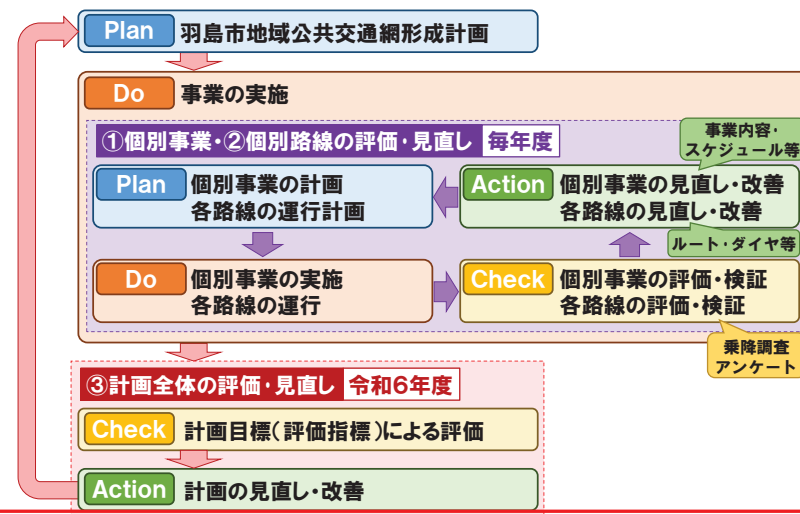 Plan 羽島市地域公共交通網形成計画
Do 事業の実施
①個別事業・②個別路線の評価・見直し 毎年度
事業内容・
スケジュール等
Plan 個別事業の計画
各路線の運行計画
Action 個別事業の見直し・改善
各路線の見直し・改善
ルート・ダイヤ等
Do 個別事業の実施
各路線の運行
Check 個別事業の評価・検証
各路線の評価・検証
乗降調査
アンケート
③計画全体の評価・見直し 令和6年度
Check 計画目標(評価指標)による評価
Action 計画の見直し・改善